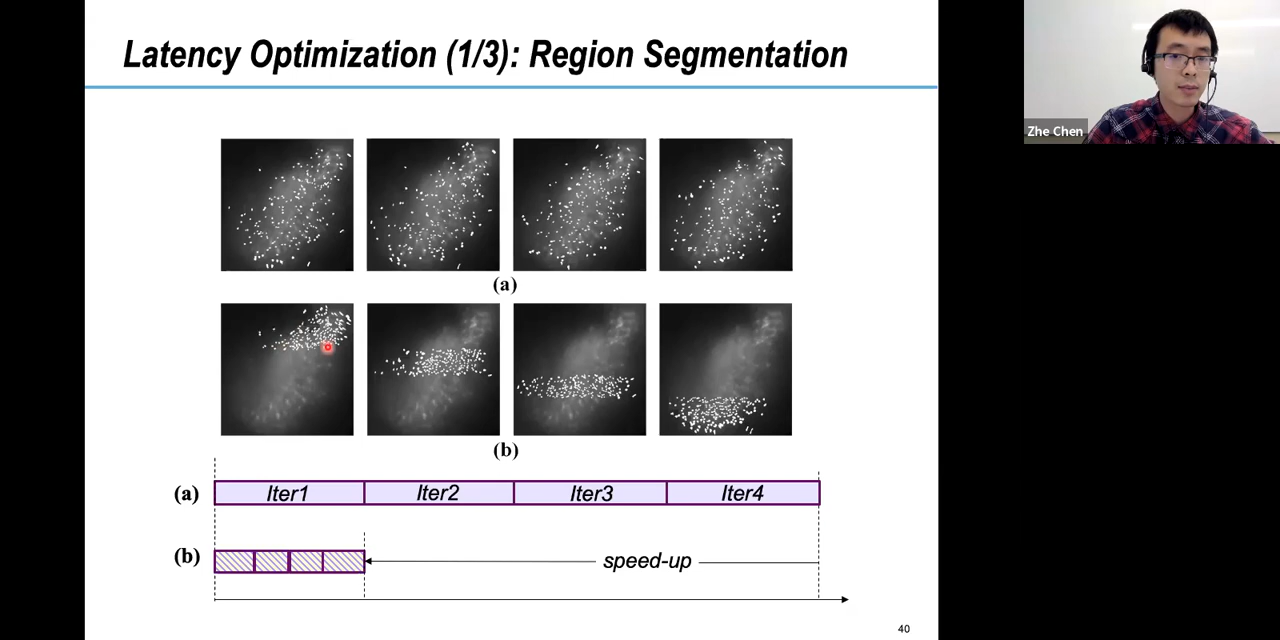 Latency Optimization (1/3): Region Segmentation
Zhe Chen
(a)
(b)
(a) Iter1 Iter2 Iter3 Iter4
(b) speed-up
40